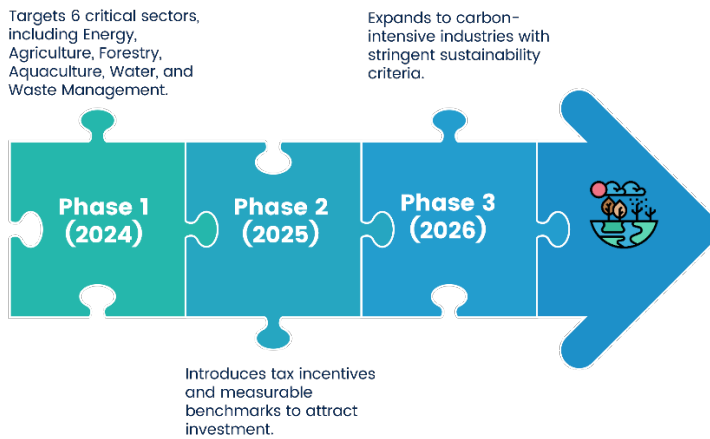 Targets 6 critical sectors,
including Energy,
Agriculture, Forestry,
Aquaculture, Water, and
Waste Management.
Expands to carbon-
intensive industries with
stringent sustainability
criteria.
Phase 1
(2024)
Phase 2
(2025)
Phase 3
(2026)
Introduces tax incentives
and measurable
benchmarks to attract
investment.